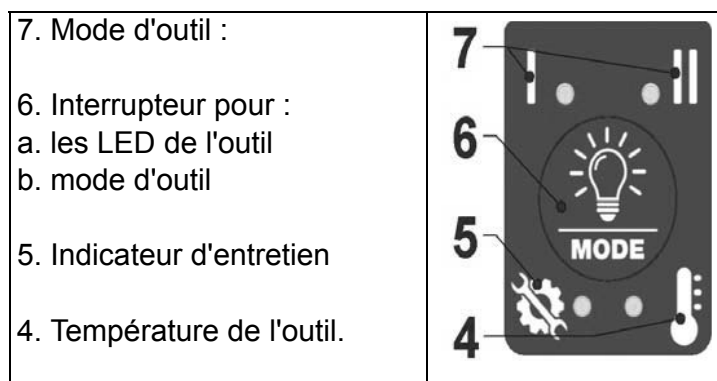 7. Mode d'outil :
6. Interrupteur pour :
a. les LED de l'outil
b. mode d'outil
5. Indicateur d'entretien
4. Température de l'outil.
7
I II
6
MODE
5
4